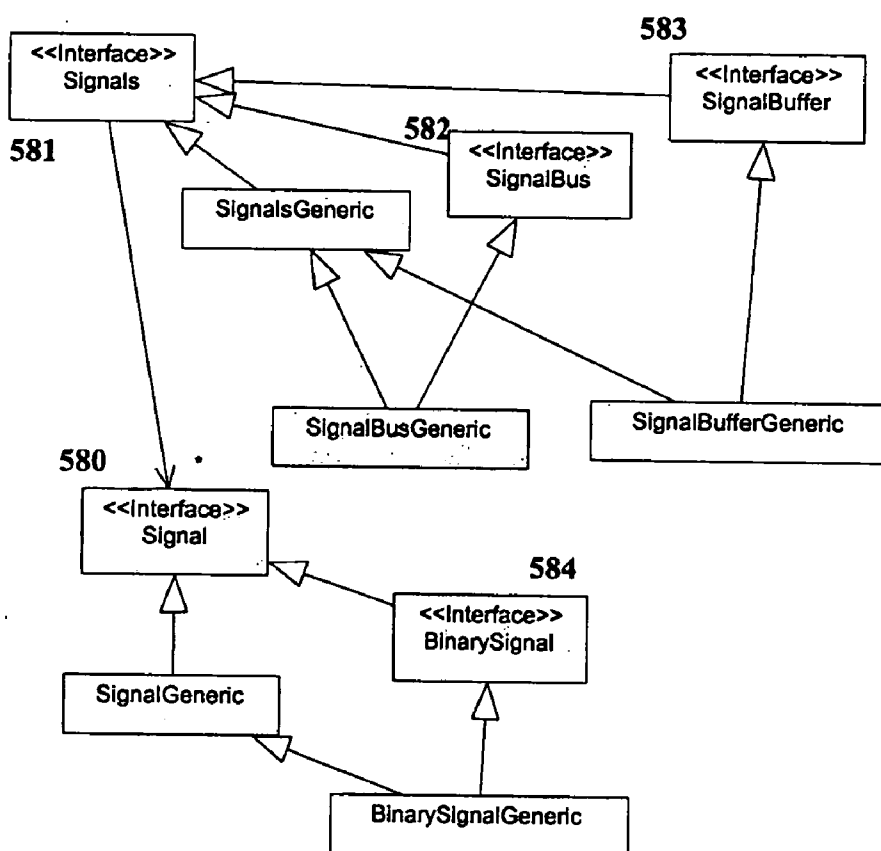 583
<<Interface>>
Signals
<<Interface>>
SignalBuffer
581
582
<<Interface>>
SignalBus
SignalsGeneric
SignalBusGeneric
SignalBufferGeneric
580
*
<<Interface>>
Signal
584
<<Interface>>
BinarySignal
SignalGeneric
BinarySignalGeneric